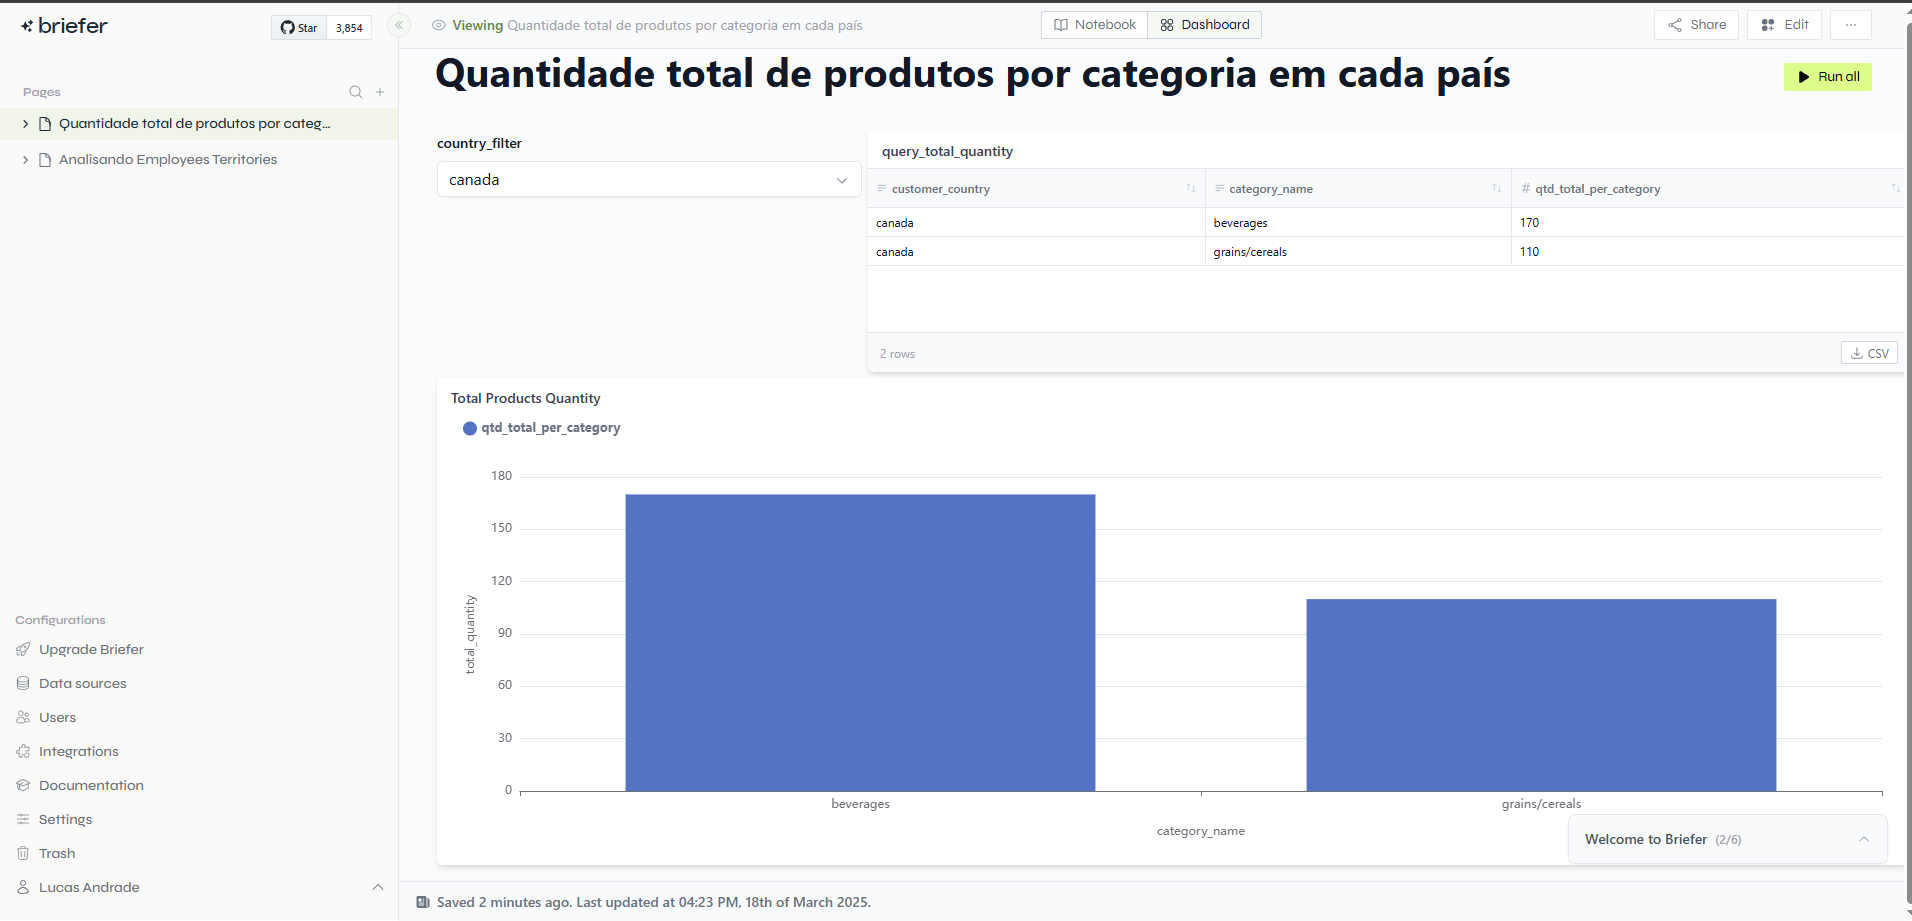 briefer
Star 3,854
Viewing Quantidade total de produtos por categoria em cada país
Notebook
Dashboard
Share
Edit
...
Quantidade total de produtos por categoria em cada país
Run all
Pages
Quantidade total de produtos por categ...
Analisando Employees Territories
country_filter
canada
query_total_quantity
customer_country category_name # qtd_total_per_category
canada beverages 170
canada grains/cereals 110
2 rows
CSV
Total Products Quantity
qtd_total_per_category
180
150
120
90
60
30
0
total_quantity
beverages grains/cereals
category_name
Configurations
Upgrade Briefer
Data sources
Users
Integrations
Documentation
Settings
Trash
Lucas Andrade
Welcome to Briefer (2/6)
Saved 2 minutes ago. Last updated at 04:23 PM, 18th of March 2025.